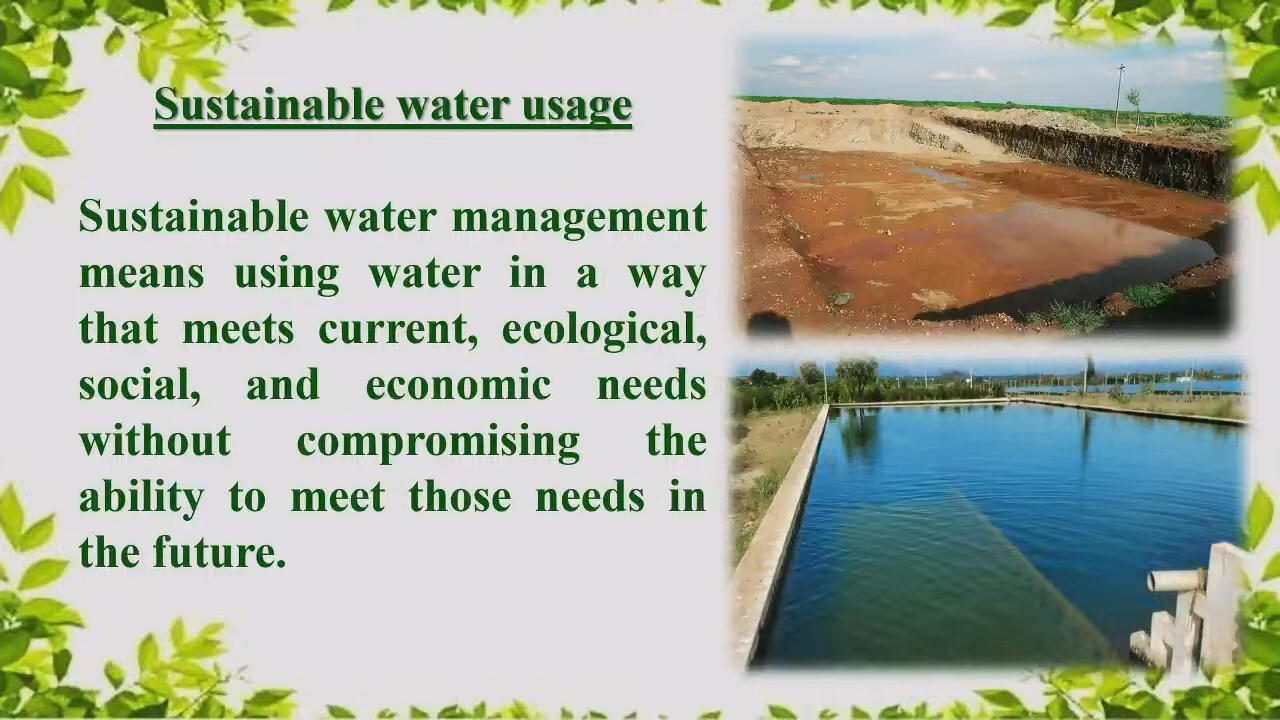 Sustainable water usage
Sustainable water management
means using water in a way
that meets current, ecological,
social, and economic needs
without compromising the
ability to meet those needs in
the future.